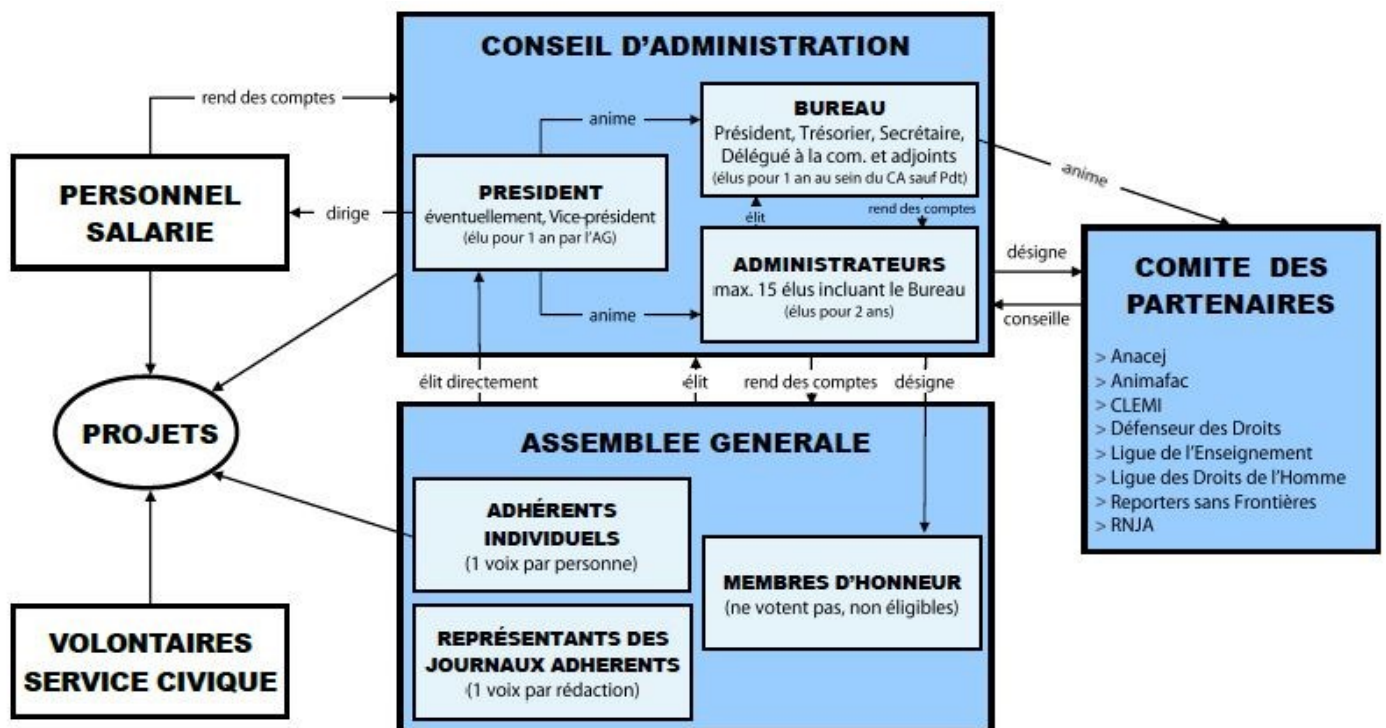 CONSEIL D'ADMINISTRATION
rend des comptes
anime
BUREAU
Président, Trésorier, Secrétaire,
Délégué à la com. et adjoints
(élus pour 1 an au sein du CA sauf Pdt)
anime
PERSONNEL
SALARIE
dirige
PRESIDENT
éventuellement, Vice-président
(élu pour 1 an par l'AG)
élit
rend des comptes
ADMINISTRATEURS
max. 15 élus incluant le Bureau
(élus pour 2 ans)
anime
désigne
conseille
COMITE DES
PARTENAIRES
> Anacej
> Animafac
> CLEMI
> Défenseur des Droits
> Ligue de l'Enseignement
> Ligue des Droits de l'Homme
> Reporters sans Frontières
> RNJA
élit directement
élit
rend des comptes
désigne
PROJETS
ASSEMBLEE GENERALE
ADHÉRENTS
INDIVIDUELS
(1 voix par personne)
MEMBRES D'HONNEUR
(ne votent pas, non éligibles)
REPRÉSENTANTS DES
JOURNAUX ADHERENTS
(1 voix par rédaction)
VOLONTAIRES
SERVICE CIVIQUE